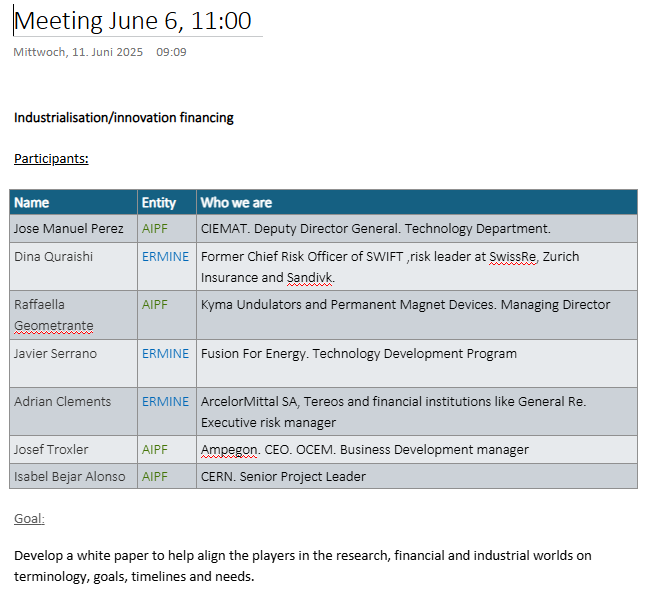 Meeting June 6, 11:00
Mittwoch, 11. Juni 2025 09:09
Industrialisation/innovation financing
Participants:
Name Entity Who we are
Jose Manuel Perez AIPF CIEMAT. Deputy Director General. Technology Department.
Dina Quraishi ERMINE Former Chief Risk Officer of SWIFT ,risk leader at SwissRe, Zurich
Insurance and Sandivk.
Raffaella AIPF Kyma Undulators and Permanent Magnet Devices. Managing Director
Geometrante
Javier Serrano ERMINE Fusion For Energy. Technology Development Program
Adrian Clements ERMINE ArcelorMittal SA, Tereos and financial institutions like General Re.
Executive risk manager
Josef Troxler AIPF Ampegon. CEO. OCEM. Business Development manager
Isabel Bejar Alonso AIPF CERN. Senior Project Leader
Goal:
Develop a white paper to help align the players in the research, financial and industrial worlds on
terminology, goals, timelines and needs.